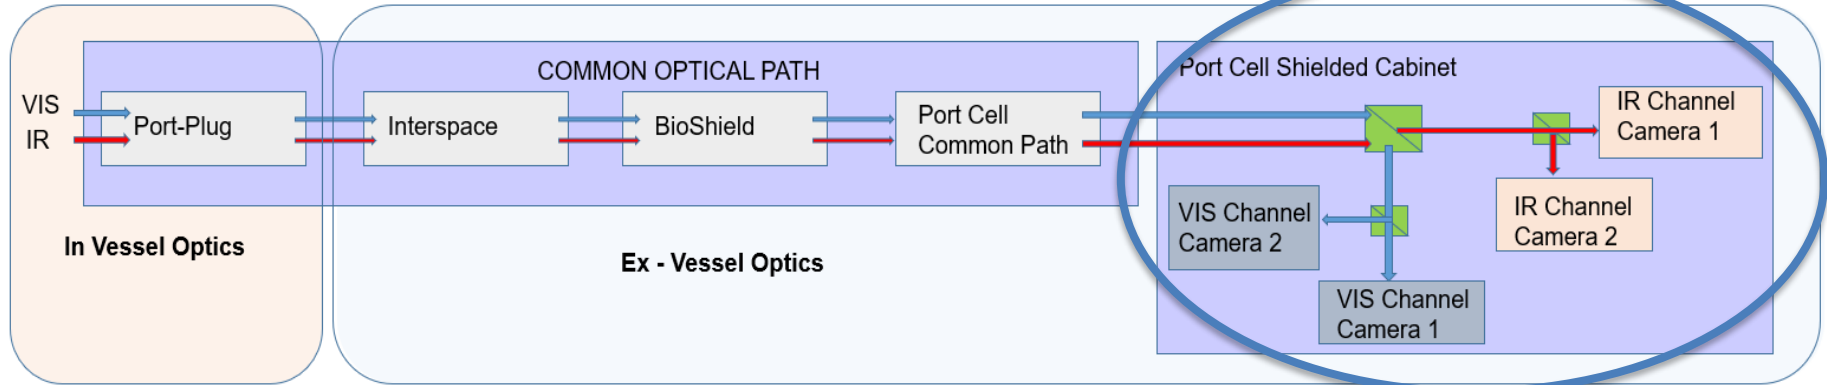 COMMON OPTICAL PATH
VIS
IR
Port-Plug
Interspace
BioShield
Port Cell
Common Path
In Vessel Optics
Ex - Vessel Optics
Port Cell Shielded Cabinet
IR Channel
Camera 1
IR Channel
Camera 2
VIS Channel
Camera 2
VIS Channel
Camera 1